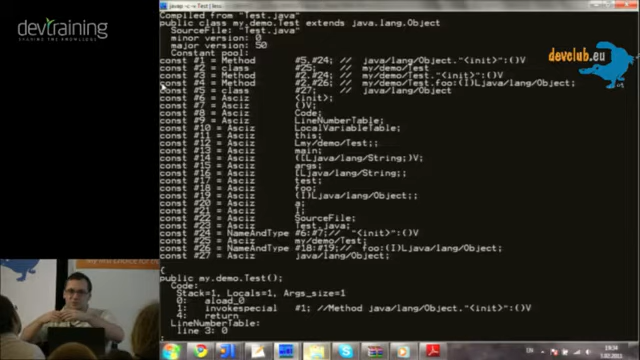 javap -c -v Test | less
devtraining
SHARING THE KNOWLEDGE
devclub.eu
Compiled from "Test.java"
public class my.demo.Test extends java.lang.Object
SourceFile: "Test.java"
minor version: 0
major version: 50
Constant pool:
const #1 = Method #5.#24; // java/lang/Object."<init>":()V
const #2 = class #25; // my/demo/Test
const #3 = Method #2.#24; // my/demo/Test."<init>":()V
const #4 = Method #2.#26; // my/demo/Test.foo:(I)Ljava/lang/Object;
const #5 = class #27; // java/lang/Object
const #6 = Asciz <init>;
const #7 = Asciz ()V;
const #8 = Asciz Code;
const #9 = Asciz LineNumberTable;
const #10 = Asciz LocalVariableTable;
const #11 = Asciz this;
const #12 = Asciz Lmy/demo/Test;;
const #13 = Asciz main;
const #14 = Asciz ([Ljava/lang/String;)V;
const #15 = Asciz args;
const #16 = Asciz [Ljava/lang/String;;
const #17 = Asciz test;
const #18 = Asciz foo;
const #19 = Asciz (I)Ljava/lang/Object;;
const #20 = Asciz a;
const #21 = Asciz I;
const #22 = Asciz SourceFile;
const #23 = Asciz Test.java;
const #24 = NameAndType #6:#7;// "<init>":()V
const #25 = Asciz my/demo/Test;
const #26 = NameAndType #18:#19;// foo:(I)Ljava/lang/Object;
const #27 = Asciz java/lang/Object;
{
public my.demo.Test();
Code:
Stack=1, Locals=1, Args_size=1
0: aload_0
1: invokespecial #1; //Method java/lang/Object."<init>":()V
4: return
LineNumberTable:
line 3: 0
:
EN
19:34